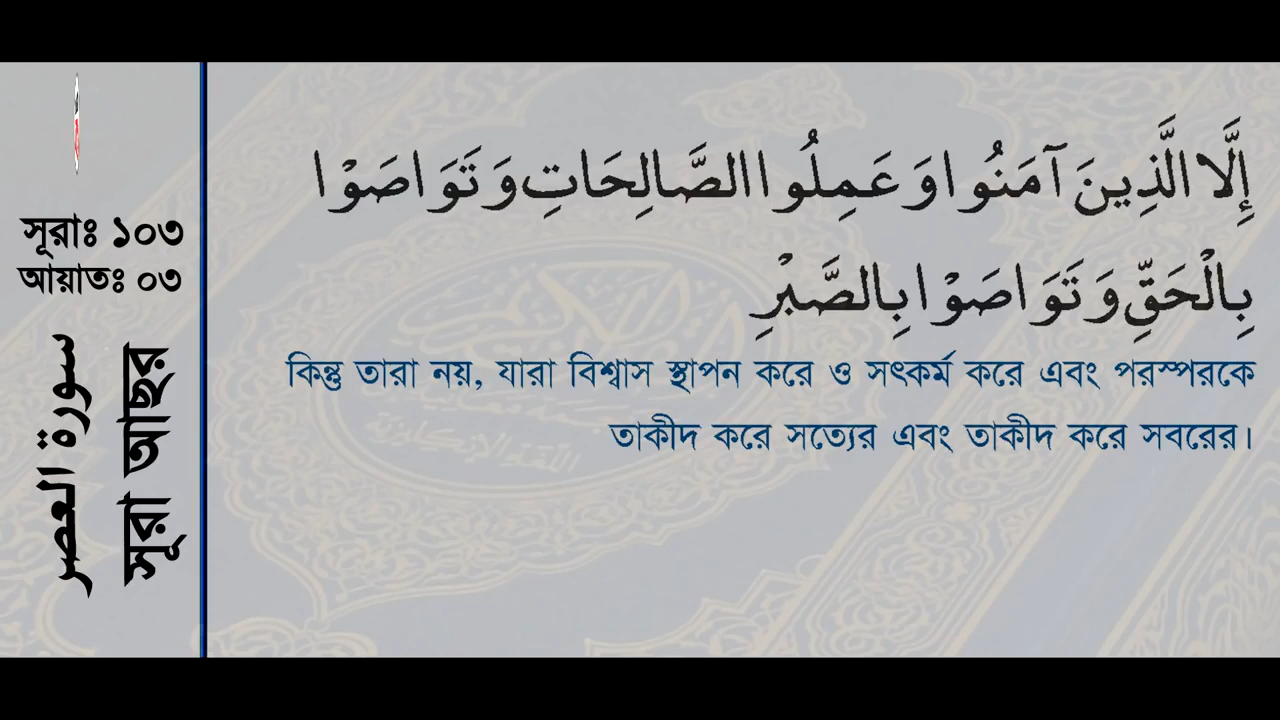 সূরাঃ ১০৩
আয়াতঃ ০৩
سورة العصر
সূরা আছর
إِلَّا الَّذِينَ آمَنُوا وَعَمِلُوا الصَّالِحَاتِ وَتَوَاصَوْا
بِالْحَقِّ وَتَوَاصَوْا بِالصَّبْرِ
কিন্তু তারা নয়, যারা বিশ্বাস স্থাপন করে ও সৎকর্ম করে এবং পরস্পরকে
তাকীদ করে সত্যের এবং তাকীদ করে সবরের।